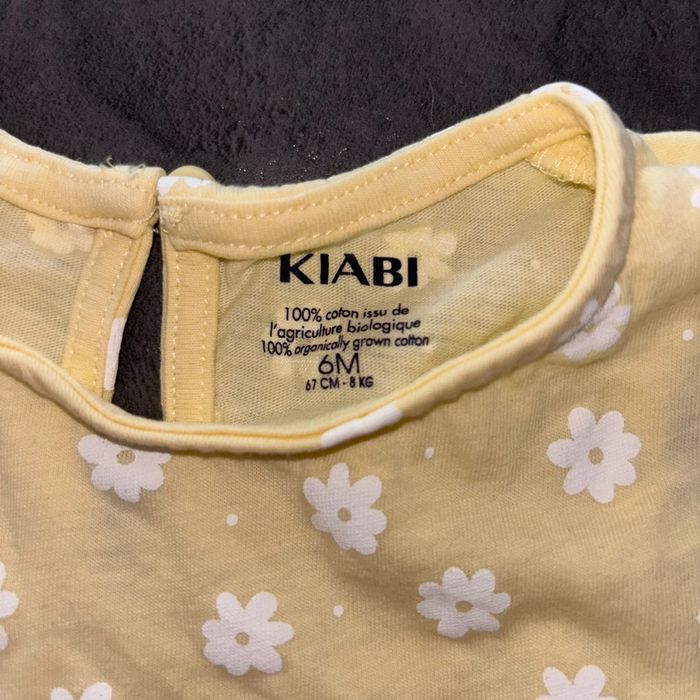 KIABI
100% coton issu de
l'agriculture biologique
100% organically grown cotton
6M
67 CM - 8 KG